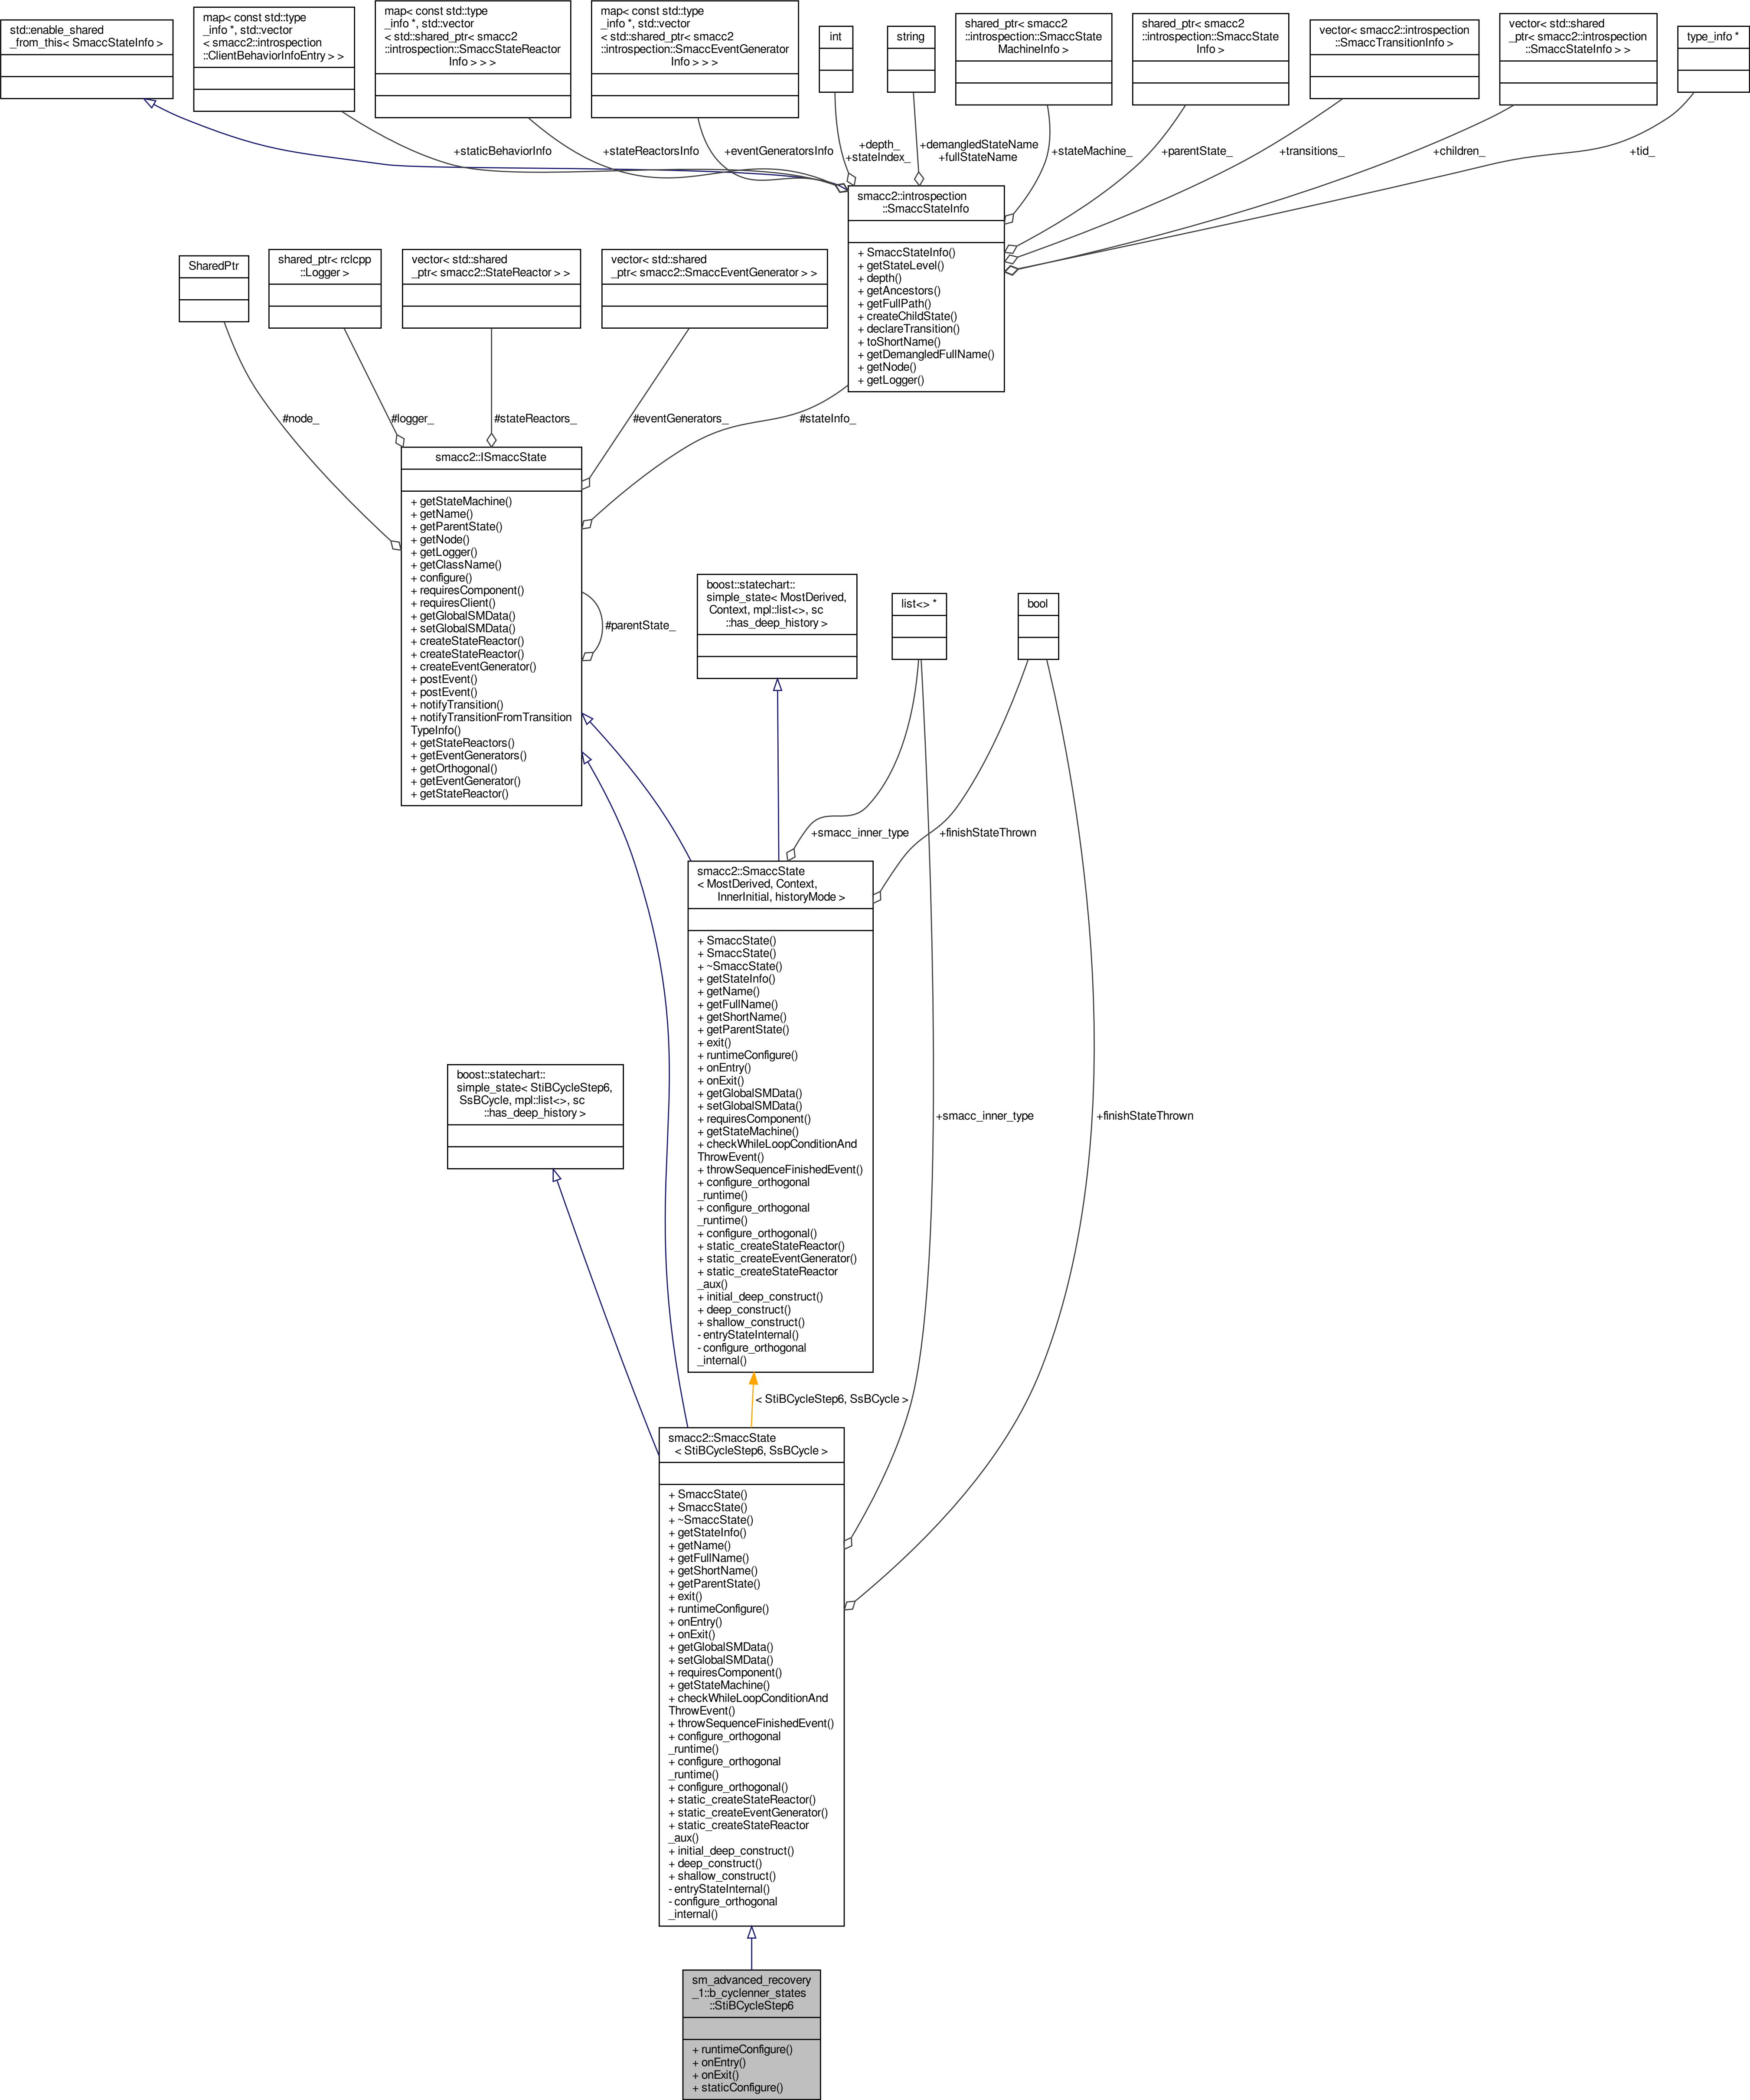 std::enable_shared
_from_this< SmaccStateInfo >
map< const std::type
_info *, std::vector
< smacc2::introspection
::ClientBehaviorInfoEntry > >
map< const std::type
_info *, std::vector
< std::shared_ptr< smacc2
::introspection::SmaccStateReactor
Info > > >
map< const std::type
_info *, std::vector
< std::shared_ptr< smacc2
::introspection::SmaccEventGenerator
Info > > >
int
string
shared_ptr< smacc2
::introspection::SmaccState
MachineInfo >
shared_ptr< smacc2
::introspection::SmaccState
Info >
vector< smacc2::introspection
::SmaccTransitionInfo >
vector< std::shared
_ptr< smacc2::introspection
::SmaccStateInfo > >
type_info *
+staticBehaviorInfo
+stateReactorsInfo
+eventGeneratorsInfo
+depth_
+stateIndex_
+demangledStateName
+fullStateName
+stateMachine_
+parentState_
+transitions_
+children_
+tid_
smacc2::introspection
::SmaccStateInfo
+ SmaccStateInfo()
+ getStateLevel()
+ depth()
+ getAncestors()
+ getFullPath()
+ createChildState()
+ declareTransition()
+ toShortName()
+ getDemangledFullName()
+ getNode()
+ getLogger()
SharedPtr
shared_ptr< rclcpp
::Logger >
vector< std::shared
_ptr< smacc2::StateReactor > >
vector< std::shared
_ptr< smacc2::SmaccEventGenerator > >
#node_
#logger_
#stateReactors_
#eventGenerators_
#stateInfo_
smacc2::ISmaccState
+ getStateMachine()
+ getName()
+ getParentState()
+ getNode()
+ getLogger()
+ getClassName()
+ configure()
+ requiresComponent()
+ requiresClient()
+ getGlobalSMData()
+ setGlobalSMData()
+ createStateReactor()
+ createStateReactor()
+ createEventGenerator()
+ postEvent()
+ postEvent()
+ notifyTransition()
+ notifyTransitionFromTransition
TypeInfo()
+ getStateReactors()
+ getEventGenerators()
+ getOrthogonal()
+ getEventGenerator()
+ getStateReactor()
#parentState_
boost::statechart::
simple_state< MostDerived,
Context, mpl::list<>, sc
::has_deep_history >
list<> *
bool
+smacc_inner_type
+finishStateThrown
smacc2::SmaccState
< MostDerived, Context,
InnerInitial, historyMode >
+ SmaccState()
+ SmaccState()
+ ~SmaccState()
+ getStateInfo()
+ getName()
+ getFullName()
+ getShortName()
+ getParentState()
+ exit()
+ runtimeConfigure()
+ onEntry()
+ onExit()
+ getGlobalSMData()
+ setGlobalSMData()
+ requiresComponent()
+ getStateMachine()
+ checkWhileLoopConditionAnd
ThrowEvent()
+ throwSequenceFinishedEvent()
+ configure_orthogonal
_runtime()
+ configure_orthogonal
_runtime()
+ configure_orthogonal()
+ static_createStateReactor()
+ static_createEventGenerator()
+ static_createStateReactor
_aux()
+ initial_deep_construct()
+ deep_construct()
+ shallow_construct()
- entryStateInternal()
- configure_orthogonal
_internal()
boost::statechart::
simple_state< StiBCycleStep6,
SsBCycle, mpl::list<>, sc
::has_deep_history >
+smacc_inner_type
+finishStateThrown
< StiBCycleStep6, SsBCycle >
smacc2::SmaccState
< StiBCycleStep6, SsBCycle >
+ SmaccState()
+ SmaccState()
+ ~SmaccState()
+ getStateInfo()
+ getName()
+ getFullName()
+ getShortName()
+ getParentState()
+ exit()
+ runtimeConfigure()
+ onEntry()
+ onExit()
+ getGlobalSMData()
+ setGlobalSMData()
+ requiresComponent()
+ getStateMachine()
+ checkWhileLoopConditionAnd
ThrowEvent()
+ throwSequenceFinishedEvent()
+ configure_orthogonal
_runtime()
+ configure_orthogonal
_runtime()
+ configure_orthogonal()
+ static_createStateReactor()
+ static_createEventGenerator()
+ static_createStateReactor
_aux()
+ initial_deep_construct()
+ deep_construct()
+ shallow_construct()
- entryStateInternal()
- configure_orthogonal
_internal()
sm_advanced_recovery
_1::b_cyclenner_states
::StiBCycleStep6
+ runtimeConfigure()
+ onEntry()
+ onExit()
+ staticConfigure()